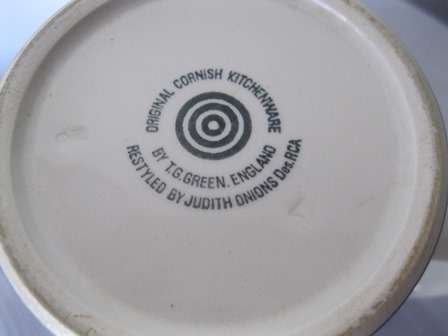 ORIGINAL CORNISH KITCHENWARE
BY T.G.GREEN. ENGLAND
RESTYLED BY JUDITH ONIONS Des.RCA